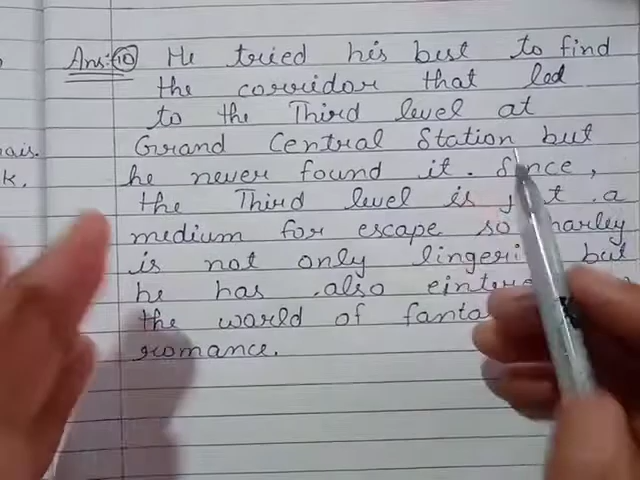 Ans:- 10 He tried his best to find
the corridor that led
to the Third level at
Grand Central Station but
ais. he never found it. Since,
k. the Third level is a
medium for escape so harley
is not only but
he has also
the world of
romance.